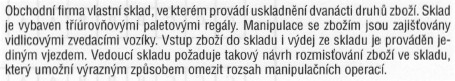 Obchodní firma vlastní sklad, ve kterém provádí uskladnění dvanácti druhů zboží. Sklad
je vybaven tříúrovňovými paletovými regály. Manipulace se zbožím jsou zajišťovány
vidlicovými zvedacími vozíky. Vstup zboží do skladu i výdej ze skladu je prováděn je-
diným vjezdem. Vedoucí skladu požaduje takový návrh rozmisťování zboží ve skladu,
který umožní výrazným způsobem omezit rozsah manipulačních operací.